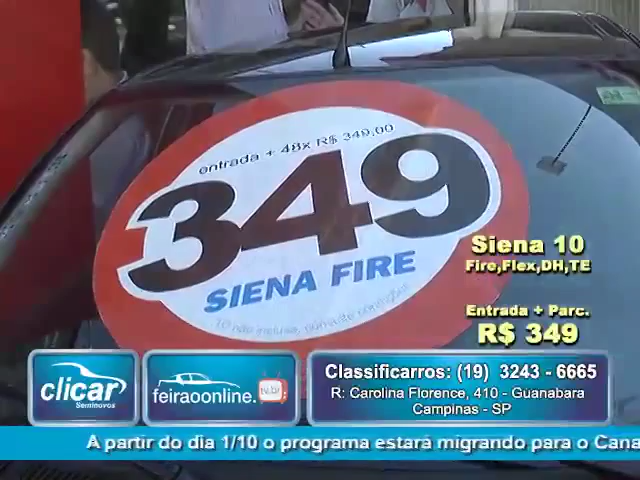 entrada + 48x R$ 349,00
349
SIENA FIRE
Siena 10
Fire,Flex,DH,TE
Entrada + Parc.
R$ 349
clicar
Seminovos
feiraoonline.
tv.br
Classificarros: (19) 3243 - 6665
R: Carolina Florence, 410 - Guanabara
Campinas - SP
A partir do dia 1/10 o programa estará migrando para o Cana